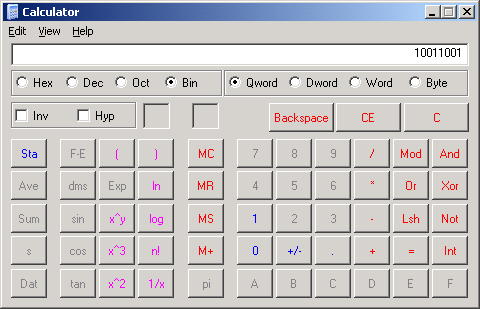 Calculator
Edit View Help
10011001
Hex Dec Oct Bin Qword Dword Word Byte
Inv Hyp Backspace CE C
Sta F-E ( ) MC 7 8 9 / Mod And
Ave dms Exp ln MR 4 5 6 * Or Xor
Sum sin x^y log MS 1 2 3 - Lsh Not
s cos x^3 n! M+ 0 +/- . + = Int
Dat tan x^2 1/x pi A B C D E F